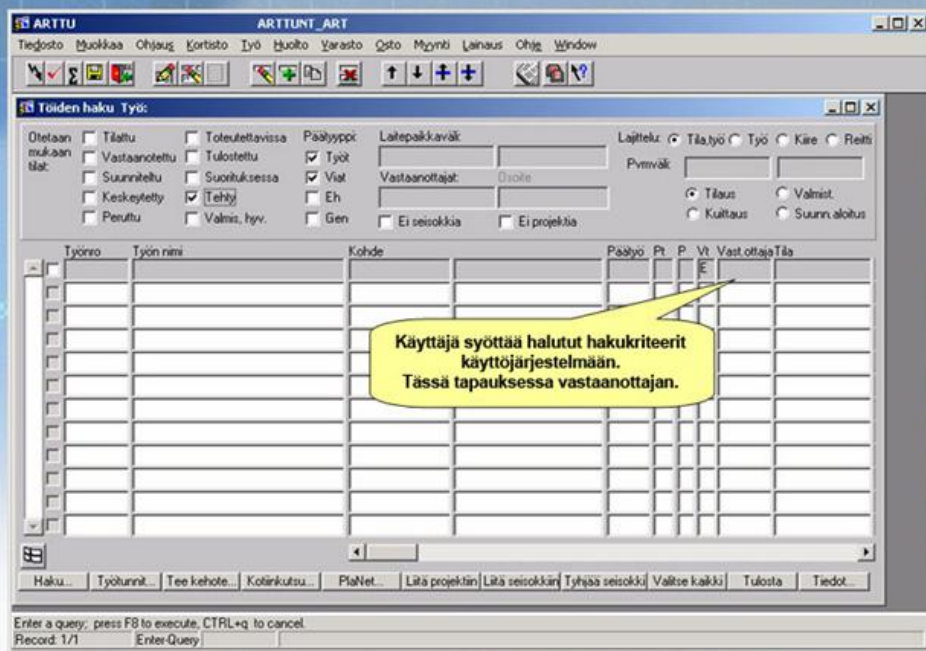 ARTTU ARTTUNT_ART
Tiedosto Muokkaa Ohjaus Kortisto Työ Huolto Varasto Osto Myynti Lainaus Ohje Window
Töiden haku Työ:
Otetaan mukaan tilat:
Tilattu
Vastaanotettu
Suunniteltu
Keskeytetty
Peruttu
Toteutettavissa
Tulostettu
Suorituksessa
Tehty
Valmis, hyv.
Päätyyppi:
Työt
Viat
Eh
Gen
Laitepaikkaväli:
Vastaanottajat: Osoite
Ei seisokkia Ei projektia
Lajittelu: Tila,työ Työ Kiire Reitti
Pvmväli:
Tilaus Valmist.
Kuittaus Suunn.aloitus
Työnro Työn nimi Kohde Päätyö Pt P Vt Vast.ottaja Tila
E
Käyttäjä syöttää halutut hakukriteerit
käyttöjärjestelmään.
Tässä tapauksessa vastaanottajan.
Haku... Työtunnit... Tee kehote... Kotiinkutsu... PlaNet... Liitä projektiin Liitä seisokkiin Tyhjää seisokki Valitse kaikki Tulosta Tiedot...
Enter a query; press F8 to execute, CTRL+q to cancel.
Record: 1/1 Enter-Query